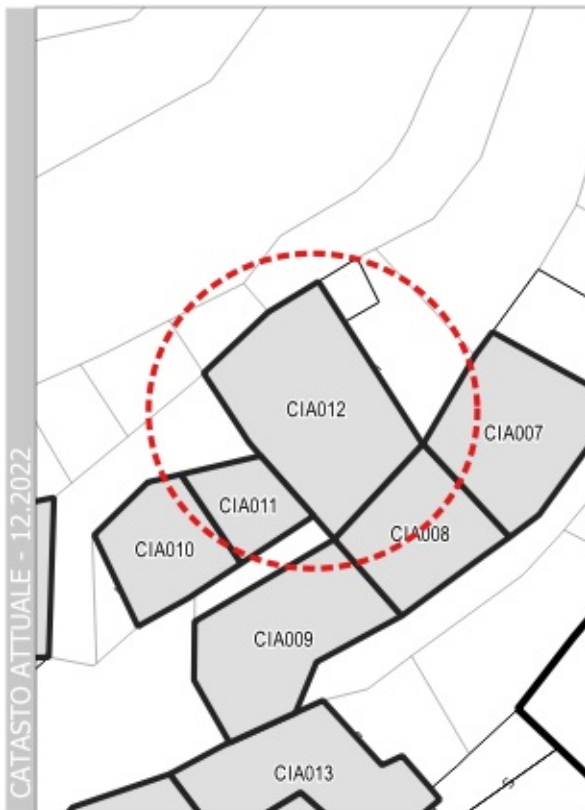 CATASTO ATTUALE - 12.2022
CIA012
CIA007
CIA011
CIA008
CIA010
CIA009
CIA013
S